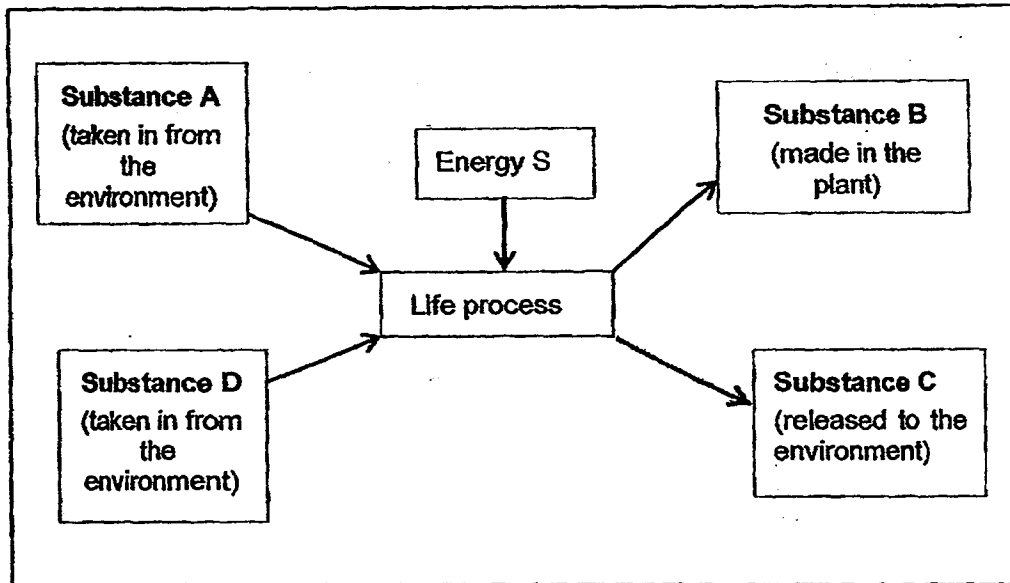 Substance A
(taken in from
the
environment)
Energy S
Substance B
(made in the
plant)
Life process
Substance D
(taken in from
the
environment)
Substance C
(released to the
environment)